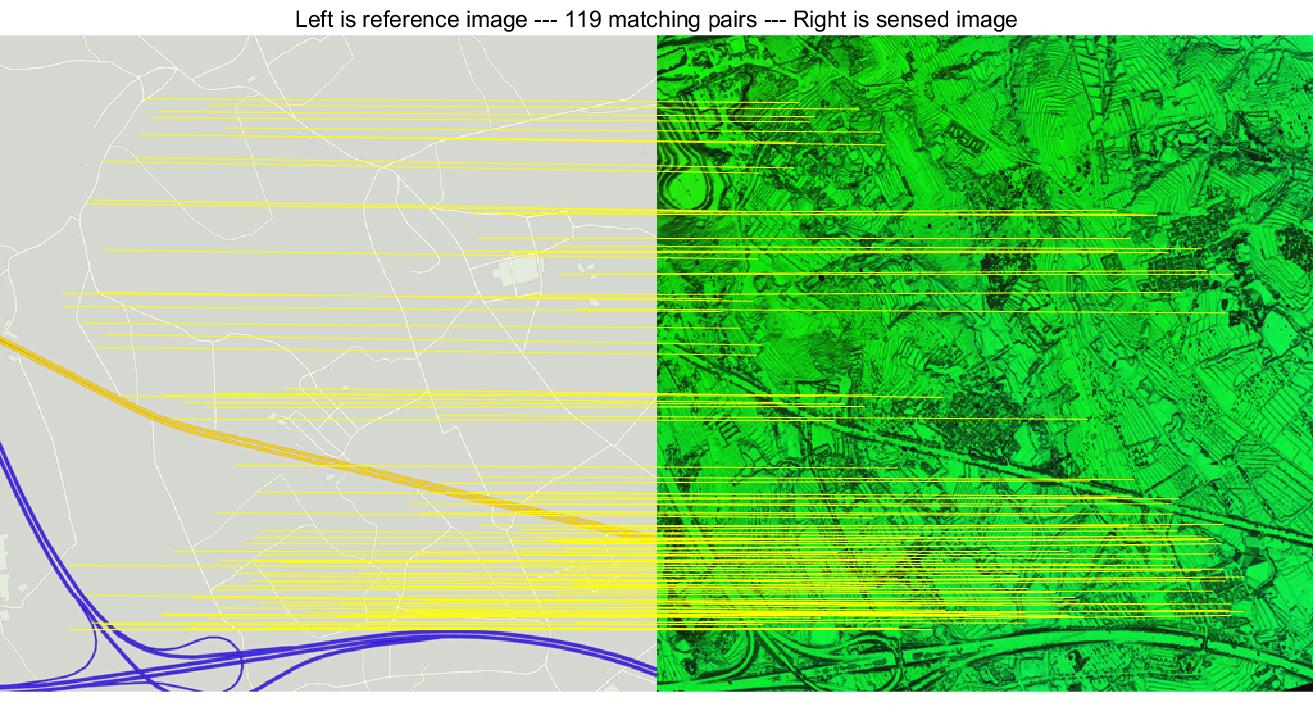 Left is reference image --- 119 matching pairs --- Right is sensed image